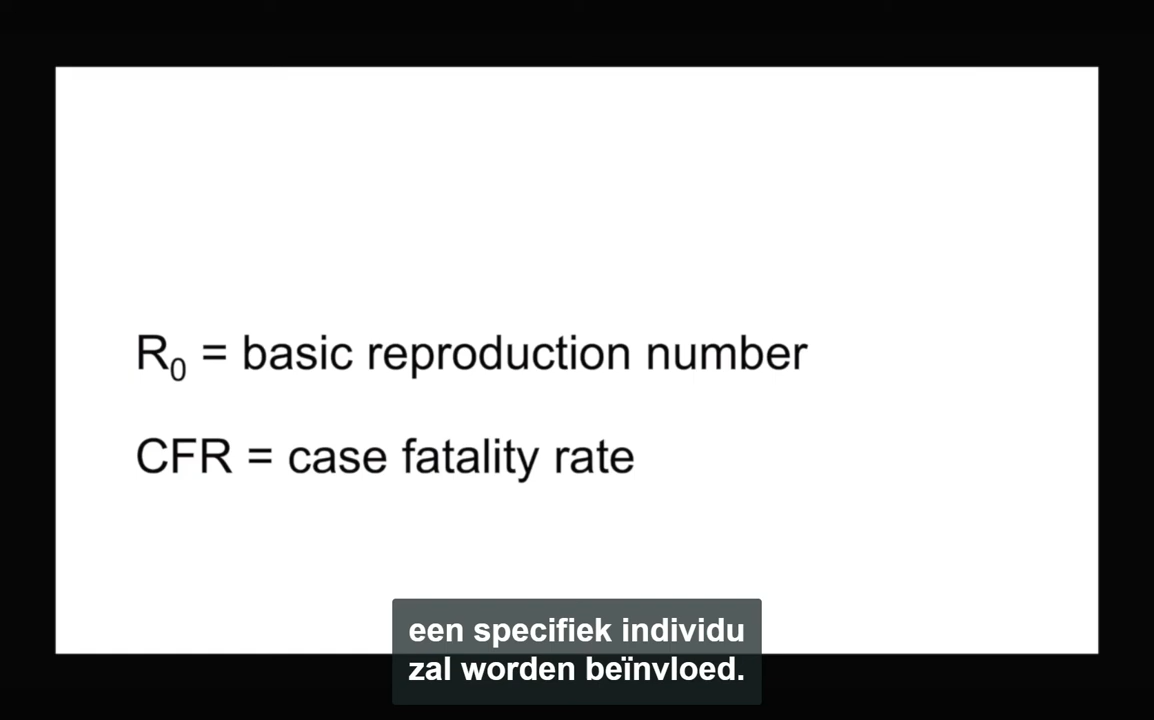 R₀ = basic reproduction number
CFR = case fatality rate
een specifiek individu
zal worden beïnvloed.